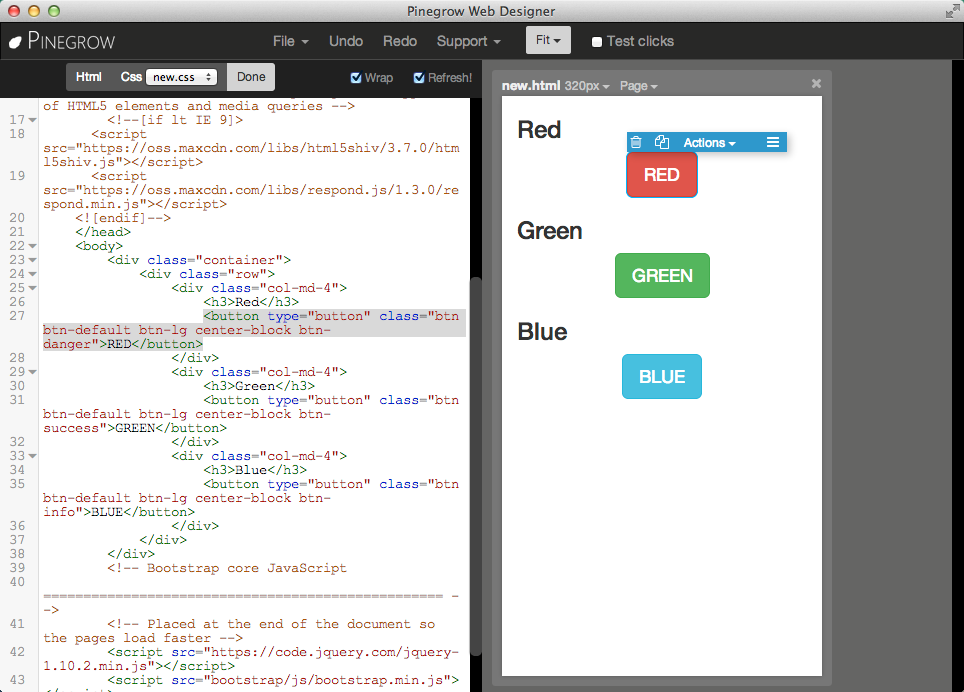 Pinegrow Web Designer
PINEGROW File Undo Redo Support Fit Test clicks
Html Css new.css Done Wrap Refresh!
new.html 320px Page ×
of HTML5 elements and media queries -->
17 <!--[if lt IE 9]>
18 <script
src="https://oss.maxcdn.com/libs/html5shiv/3.7.0/htm
l5shiv.js"></script>
19 <script
src="https://oss.maxcdn.com/libs/respond.js/1.3.0/re
spond.min.js"></script>
20 <![endif]-->
21 </head>
22 <body>
23 <div class="container">
24 <div class="row">
25 <div class="col-md-4">
26 <h3>Red</h3>
27 <button type="button" class="btn
btn-default btn-lg center-block btn-
danger">RED</button>
28 </div>
29 <div class="col-md-4">
30 <h3>Green</h3>
31 <button type="button" class="btn
btn-default btn-lg center-block btn-
success">GREEN</button>
32 </div>
33 <div class="col-md-4">
34 <h3>Blue</h3>
35 <button type="button" class="btn
btn-default btn-lg center-block btn-
info">BLUE</button>
36 </div>
37 </div>
38 </div>
39 <!-- Bootstrap core JavaScript
40
================================================== -
->
41 <!-- Placed at the end of the document so
the pages load faster -->
42 <script src="https://code.jquery.com/jquery-
1.10.2.min.js"></script>
43 <script src="bootstrap/js/bootstrap.min.js">
</script>
Red
Actions
RED
Green
GREEN
Blue
BLUE